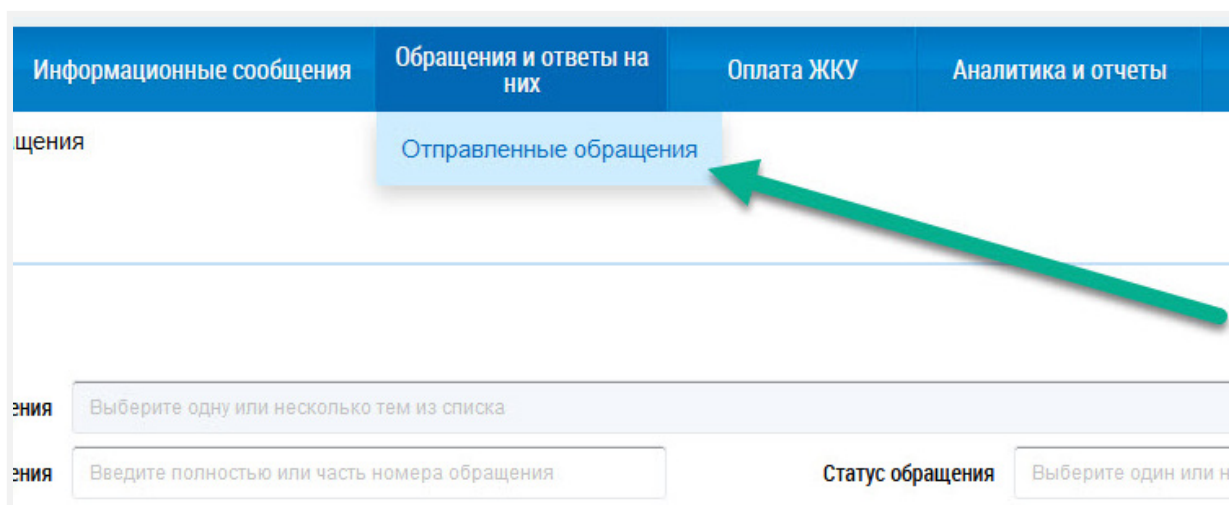 Информационные сообщения
Обращения и ответы на
них
Оплата ЖКУ
Аналитика и отчеты
щения
Отправленные обращения
ения
Выберите одну или несколько тем из списка
ения
Введите полностью или часть номера обращения
Статус обращения
Выберите один или н